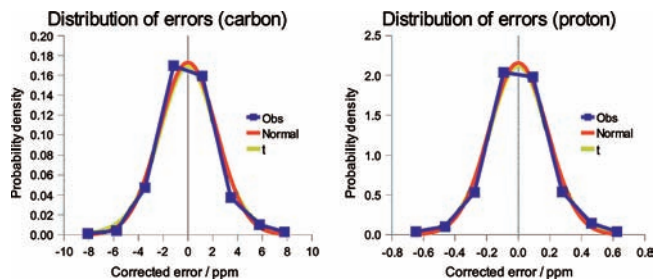 Distribution of errors (carbon)
Probability density
0.20
0.18
0.16
0.14
0.12
0.10
0.08
0.06
0.04
0.02
0.00
-10 -8 -6 -4 -2 0 2 4 6 8 10
Corrected error / ppm
Obs
Normal
t
Distribution of errors (proton)
Probability density
2.5
2.0
1.5
1.0
0.5
0.0
-0.8 -0.6 -0.4 -0.2 0.0 0.2 0.4 0.6 0.8
Corrected error / ppm
Obs
Normal
t